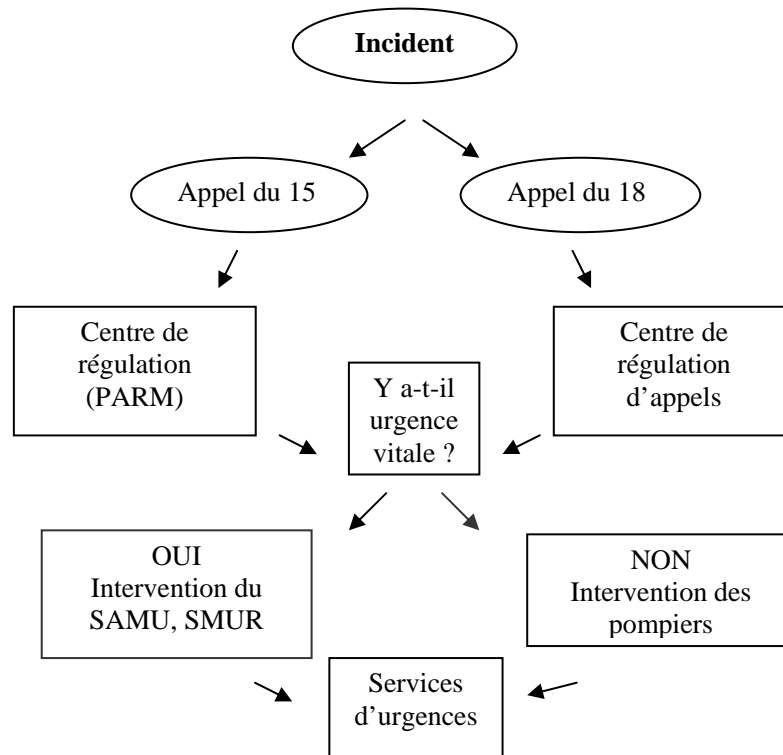 Incident
Appel du 15
Appel du 18
Centre de
régulation
(PARM)
Centre de
régulation
d’appels
Y a-t-il
urgence
vitale ?
OUI
Intervention du
SAMU, SMUR
NON
Intervention des
pompiers
Services
d’urgences